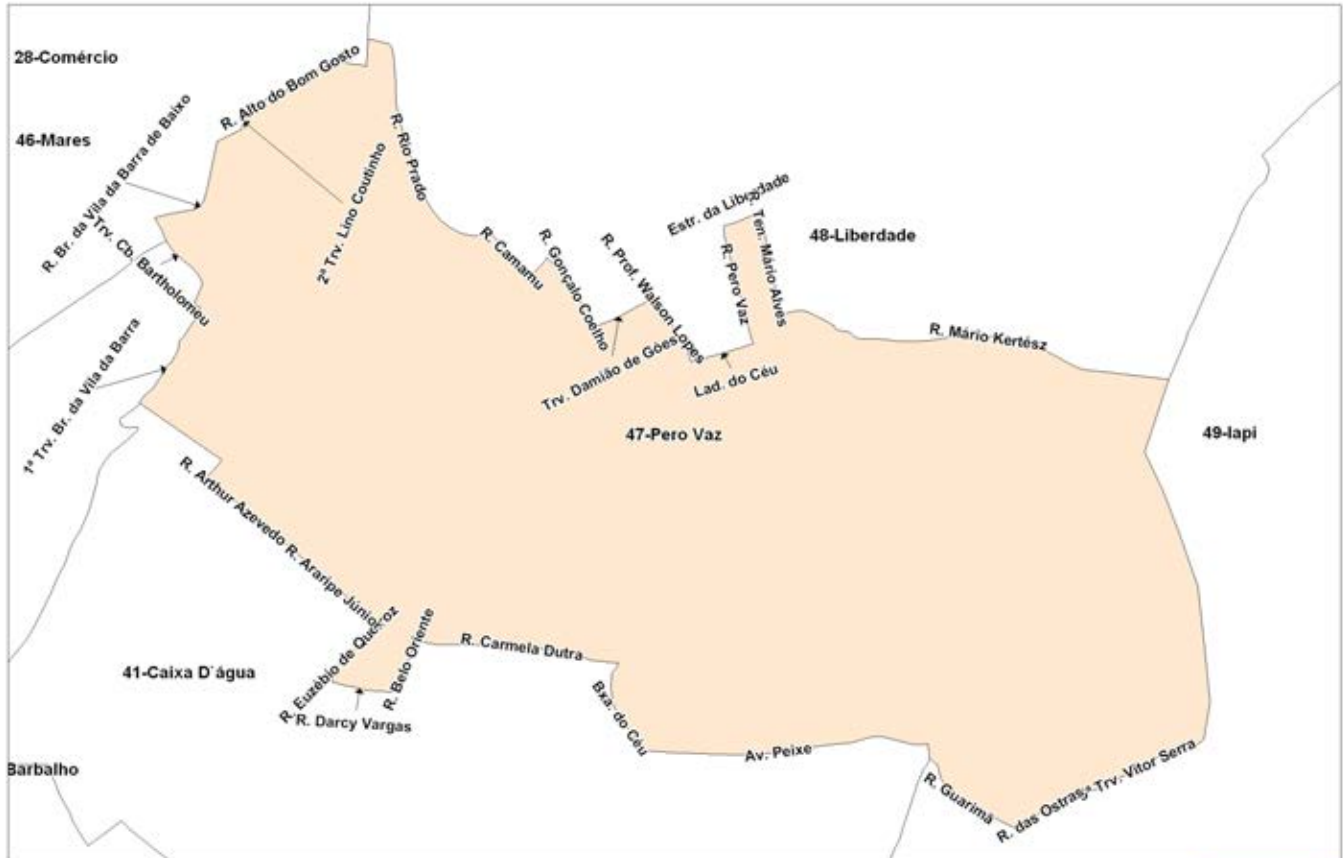 28-Comércio
R. Alto do Bom Gosto
46-Mares
R. Br. da Vila da Barra de Baixo
R. Rio Prado
2ª Trv. Lino Coutinho
Trv. Cb. Bartholomeu
Estr. da Liberdade
R. Ten. Mário Alves
48-Liberdade
R. Camamu
R. Gonçalo Coelho
R. Prof. Walson Lopes
R. Pero Vaz
1ª Trv. Br. da Vila da Barra
R. Mário Kertész
Trv. Damião de Góes
Lad. do Céu
47-Pero Vaz
49-Iapi
R. Arthur Azevedo
R. Araripe Júnior
R. Euzébio de Queiroz
R. Belo Oriente
R. Carmela Dutra
41-Caixa D´água
R. Darcy Vargas
Bxa. do Céu
Av. Peixe
Barbalho
R. Guarimã
R. das Ostras
Trv. Vitor Serra